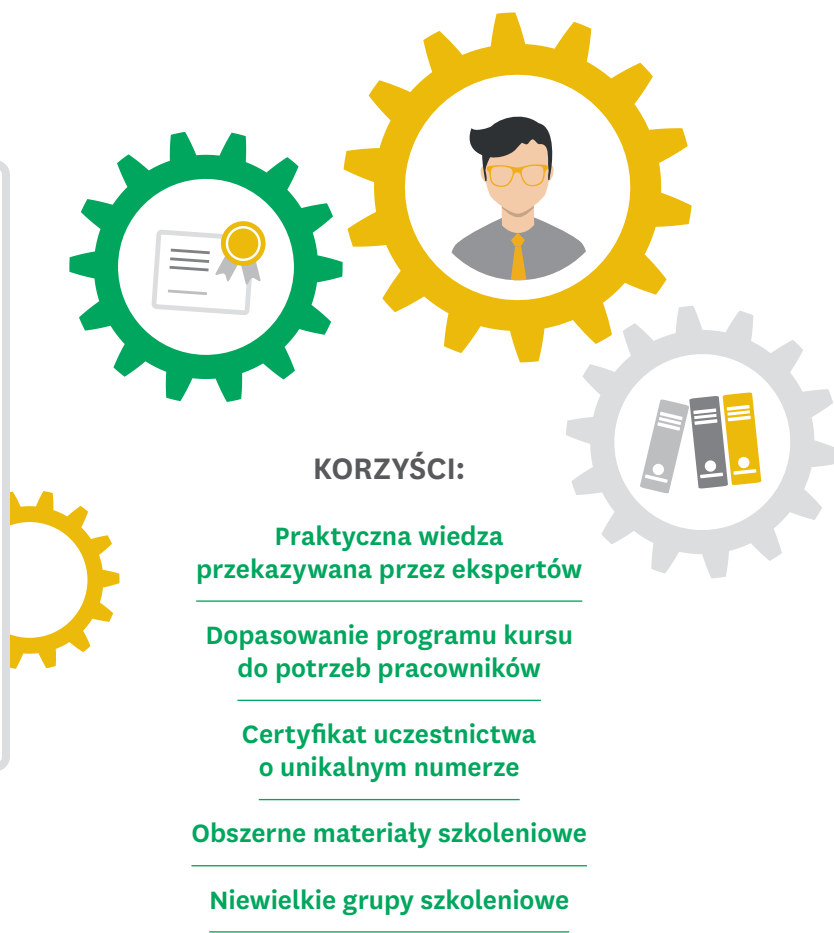 KORZYŚCI:
Praktyczna wiedza
przekazywana przez ekspertów
Dopasowanie programu kursu
do potrzeb pracowników
Certyfikat uczestnictwa
o unikalnym numerze
Obszerne materiały szkoleniowe
Niewielkie grupy szkoleniowe